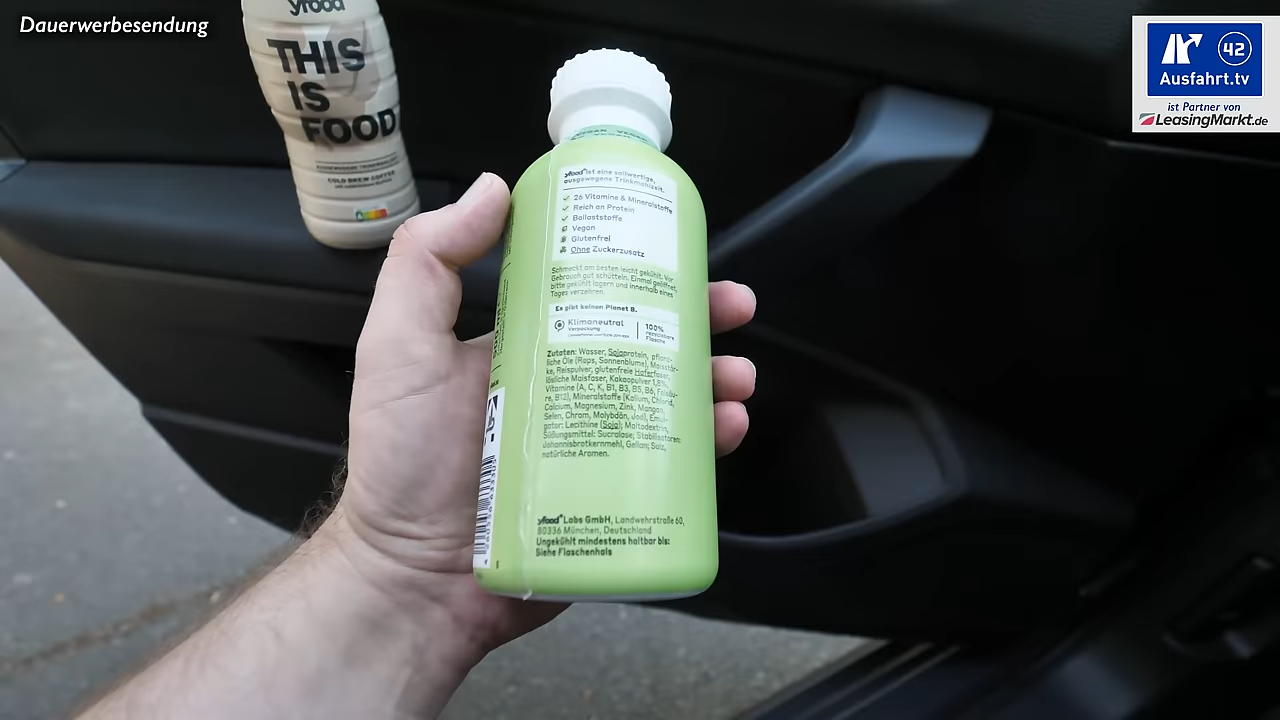 Dauerwerbesendung
yfood
THIS
IS
FOOD
COLD BREW COFFEE
42
Ausfahrt.tv
ist Partner von
LeasingMarkt.de
yfood ist eine vollwertige,
ausgewogene Trinkmahlzeit.
26 Vitamine & Mineralstoffe
Reich an Protein
Ballaststoffe
Vegan
Glutenfrei
Ohne Zuckerzusatz
Schmeckt am besten leicht gekühlt. Vor
Gebrauch gut schütteln. Einmal geöffnet,
bitte gekühlt lagern und innerhalb eines
Tages verzehren.
Es gibt keinen Planet B.
Klimaneutral
Verpackung
100%
recyclebare
Flasche
Zutaten: Wasser, Sojaprotein, pflanz-
liche Öle (Raps, Sonnenblume), Maisstär-
ke, Reispulver, glutenfreie Haferfaser,
lösliche Maisfaser, Kakaopulver 1,8%,
Vitamine (A, C, K, B1, B3, B5, B6, Folsäu-
re, B12), Mineralstoffe (Kalium, Chlorid,
Calcium, Magnesium, Zink, Mangan,
Selen, Chrom, Molybdän, Jod), Emul-
gator: Lecithine (Soja); Maltodextrin,
Süßungsmittel: Sucralose; Stabilisatoren:
Johannisbrotkernmehl, Gellan; Salz,
natürliche Aromen.
yfood Labs GmbH, Landwehrstraße 60,
80336 München, Deutschland
Ungekühlt mindestens haltbar bis:
Siehe Flaschenhals